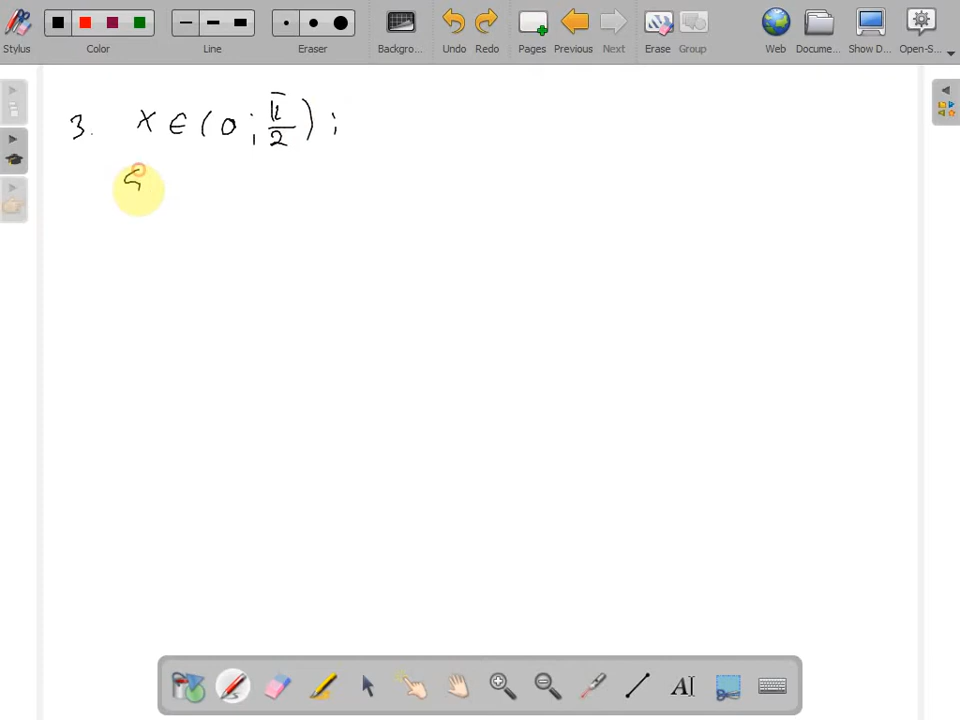 Stylus Color Line Eraser Backgro... Undo Redo Pages Previous Next Erase Group Web Docume... Show D... Open-S...
3. x ∈ (0; π/2);